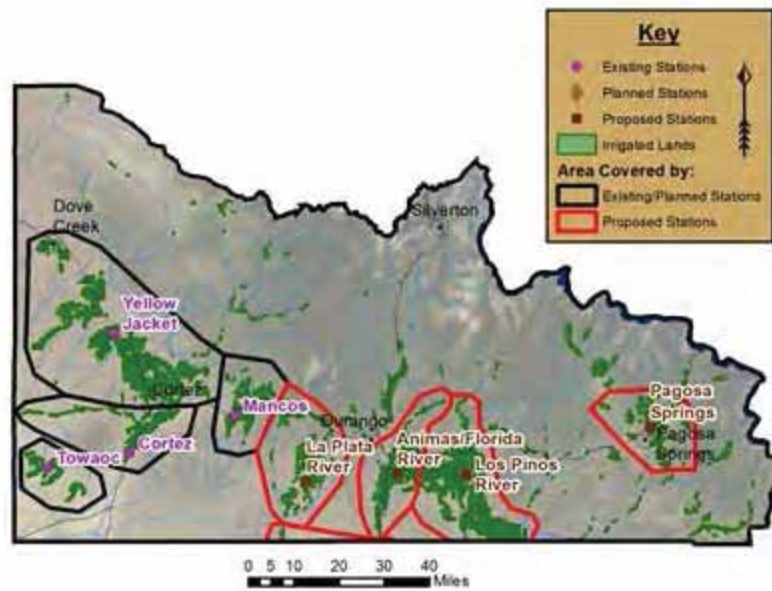 Key
Existing Stations
Planned Stations
Proposed Stations
Irrigated Lands
Area Covered by:
Existing/Planned Stations
Proposed Stations
Silverton
Dove
Creek
Yellow
Jacket
Cortez
Mancos
Durango
Pagosa
Springs
Pagosa
Springs
La Plata
River
Animas/Florida
River
Los Pinos
River
Towaoc
Cortez
0 5 10 20 30 40
Miles